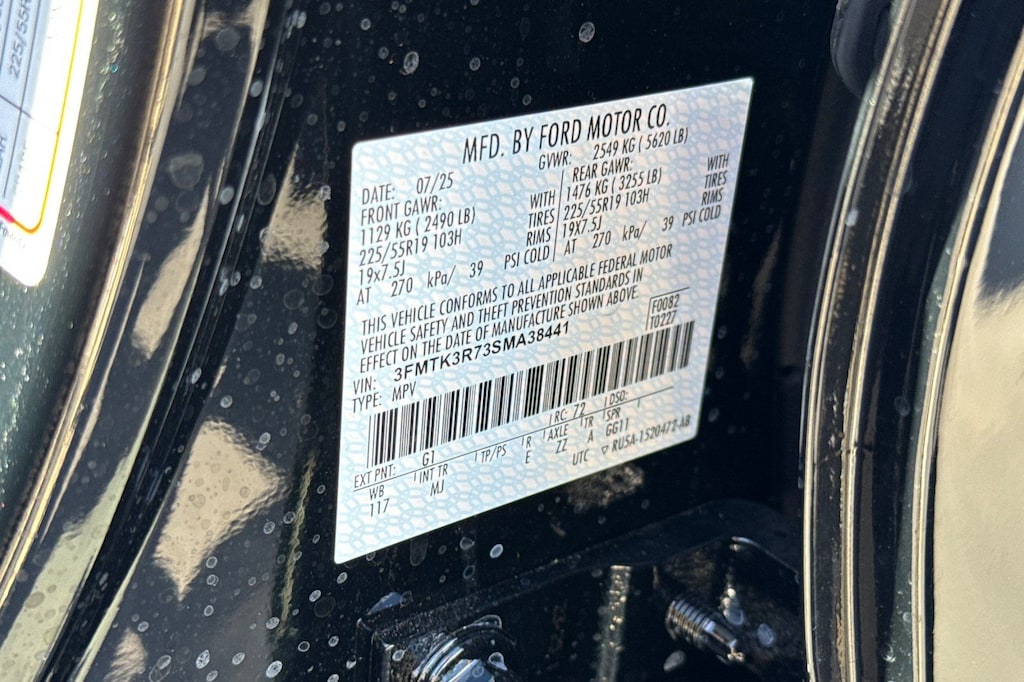 225/55R
MFD. BY FORD MOTOR CO.
DATE: 07/25 GVWR: 2549 KG ( 5620 LB)
FRONT GAWR: REAR GAWR:
1129 KG ( 2490 LB) WITH 1476 KG ( 3255 LB) WITH
225/55R19 103H TIRES 225/55R19 103H TIRES
19X7.5J RIMS 19X7.5J RIMS
AT 270 kPa/ 39 PSI COLD AT 270 kPa/ 39 PSI COLD
THIS VEHICLE CONFORMS TO ALL APPLICABLE FEDERAL MOTOR
VEHICLE SAFETY AND THEFT PREVENTION STANDARDS IN
EFFECT ON THE DATE OF MANUFACTURE SHOWN ABOVE.
VIN: 3FMTK3R73SMA38441 F0082
TYPE: MPV T0227
EXT PNT: G1 RC: 72 DSO:
WB INT TR TP/PS R AXLE TR SPR
117 MJ E ZZ A GG11
UTC ▽ RU5A-1520472-AB